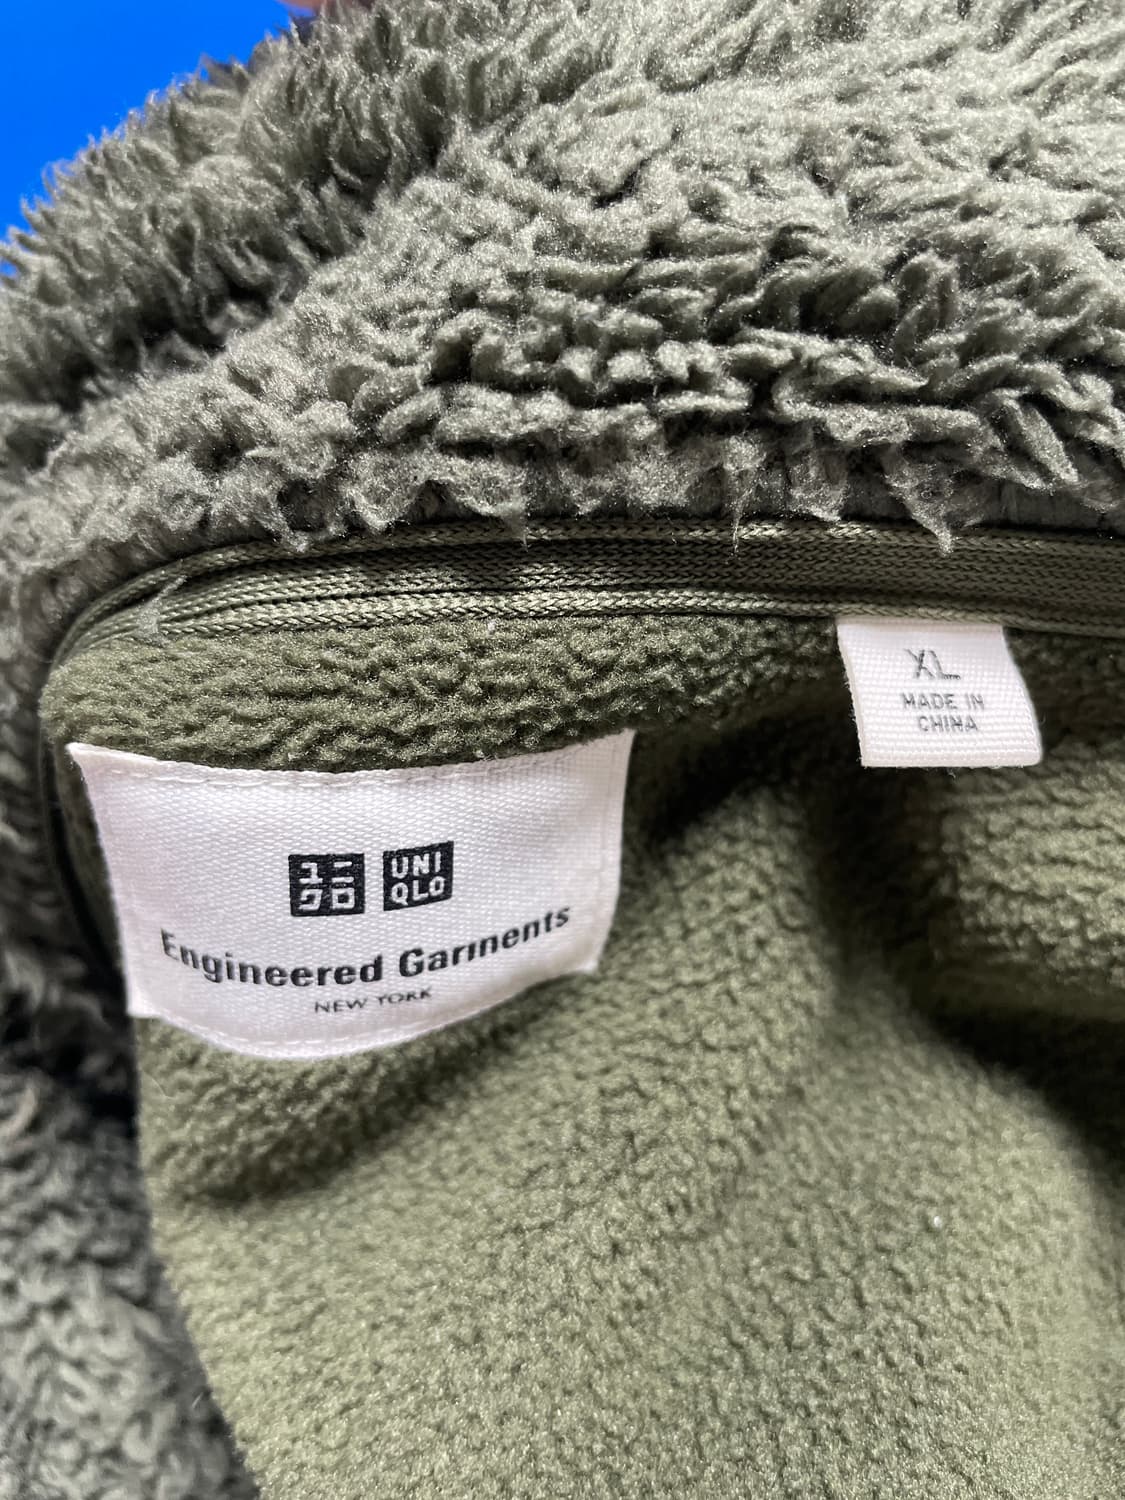 ユニ
クロ
UNI
QLO
Engineered Garments
NEW YORK
XL
MADE IN
CHINA